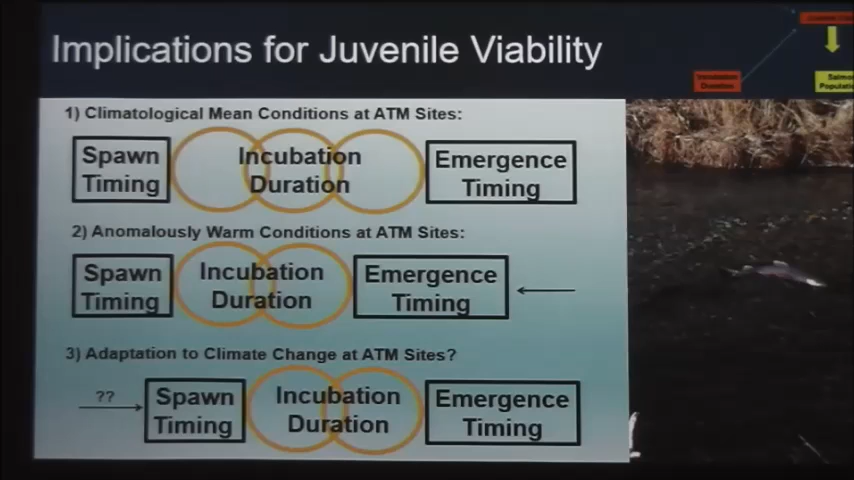 Implications for Juvenile Viability
Incubation
Duration
1) Climatological Mean Conditions at ATM Sites:
Spawn
Timing
Incubation
Duration
Emergence
Timing
2) Anomalously Warm Conditions at ATM Sites:
Spawn
Timing
Incubation
Duration
Emergence
Timing
3) Adaptation to Climate Change at ATM Sites?
??
Spawn
Timing
Incubation
Duration
Emergence
Timing